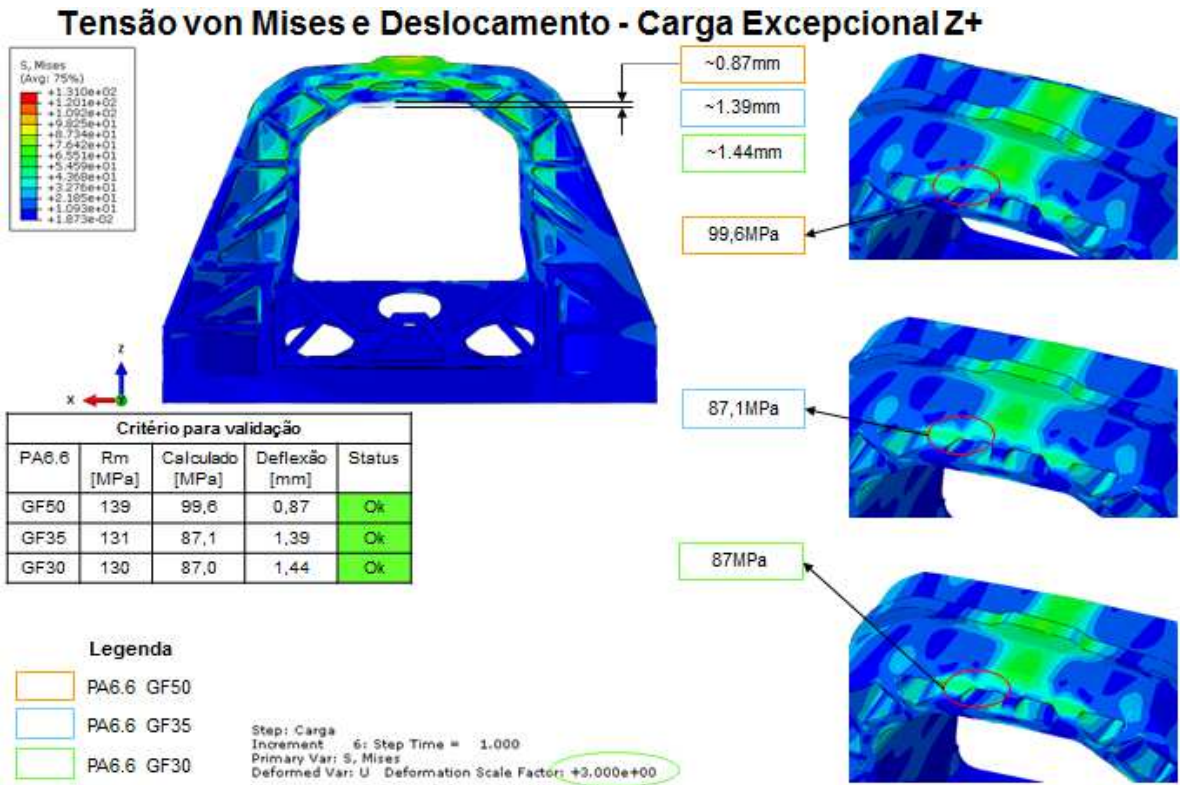 Tensão von Mises e Deslocamento - Carga Excepcional Z+
S, Mises
(Avg: 75%)
+1.310e+02
+1.201e+02
+1.092e+02
+9.825e+01
+8.734e+01
+7.642e+01
+6.551e+01
+5.459e+01
+4.368e+01
+3.276e+01
+2.185e+01
+1.093e+01
+1.873e-02
~0.87mm
~1.39mm
~1.44mm
99,6MPa
z
x
Y
87,1MPa
Critério para validação
PA6.6 Rm [MPa] Calculado [MPa] Deflexão [mm] Status
GF50 139 99,6 0,87 Ok
GF35 131 87,1 1,39 Ok
GF30 130 87,0 1,44 Ok
87MPa
Legenda
PA6.6 GF50
PA6.6 GF35
PA6.6 GF30
Step: Carga
Increment 6: Step Time = 1.000
Primary Var: S, Mises
Deformed Var: U Deformation Scale Factor: +3.000e+00